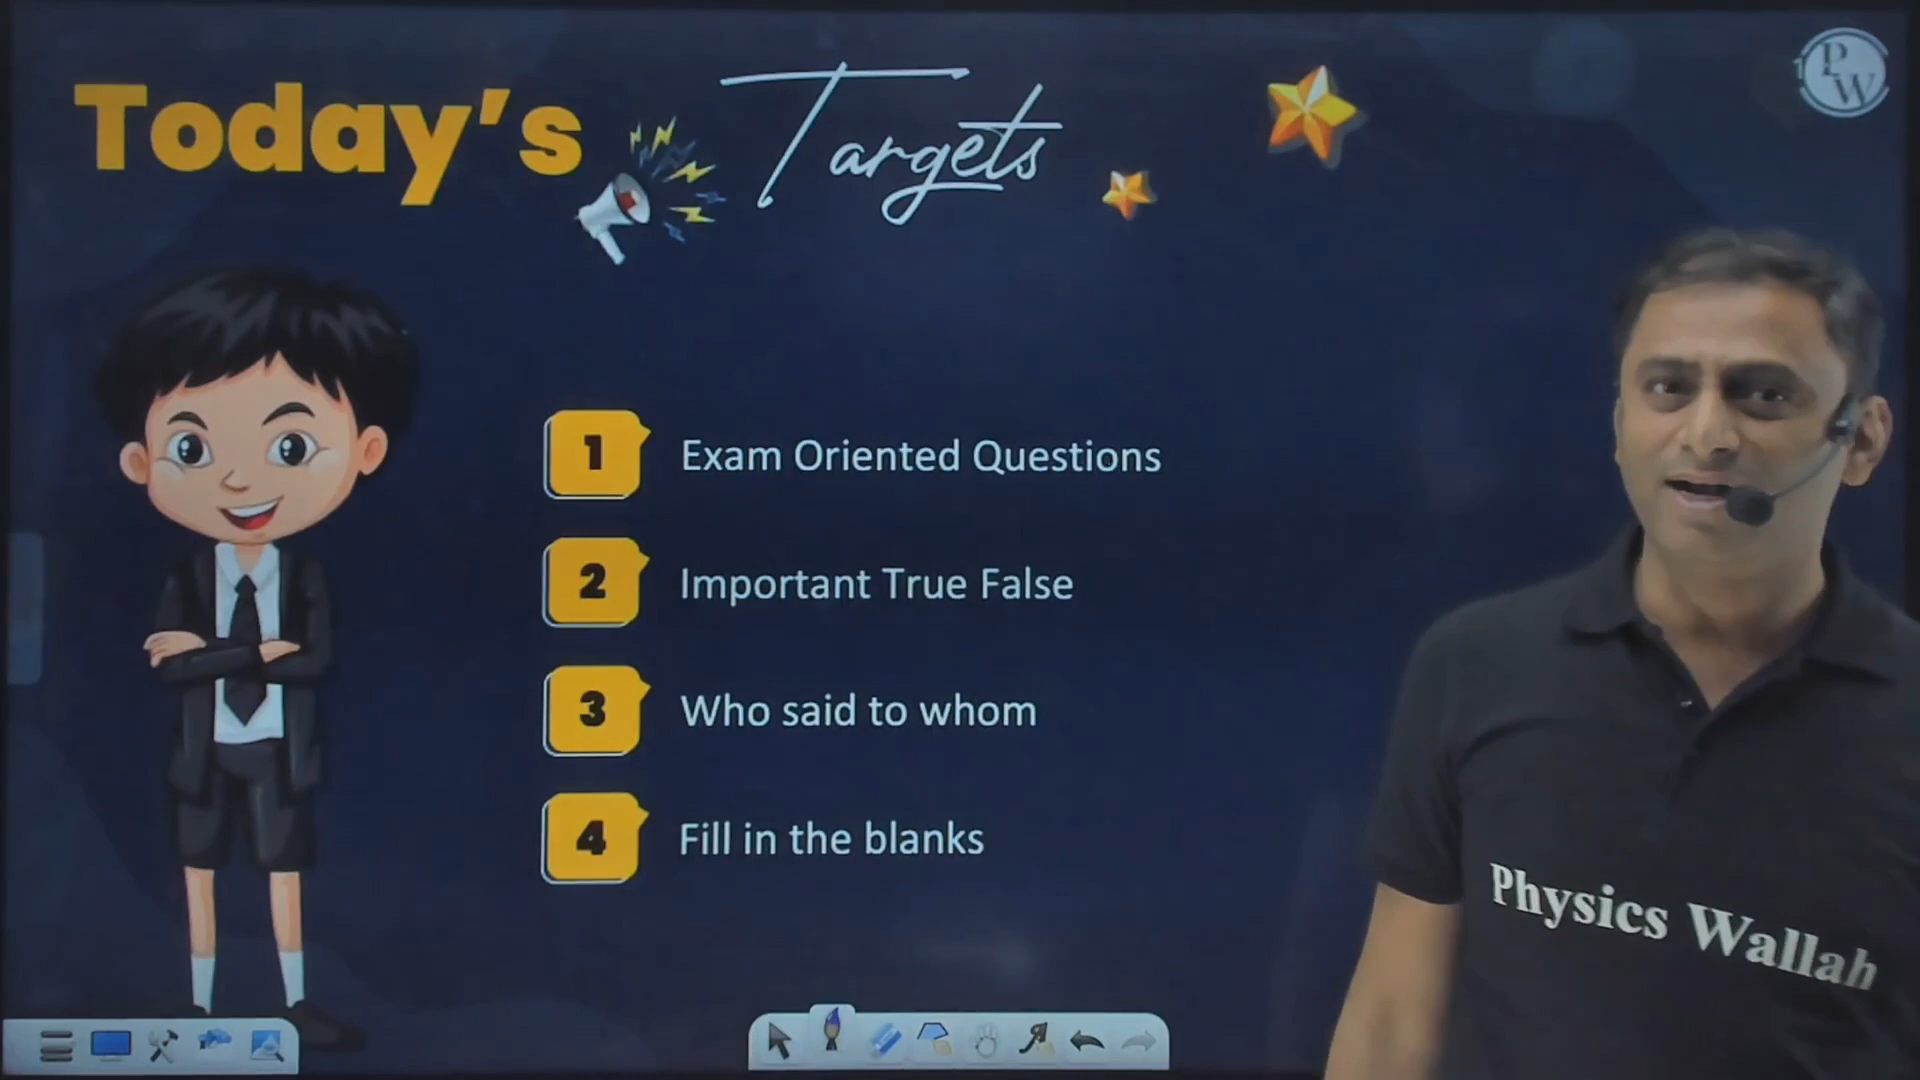 Today's Targets
PW
1 Exam Oriented Questions
2 Important True False
3 Who said to whom
4 Fill in the blanks
Physics Wallah